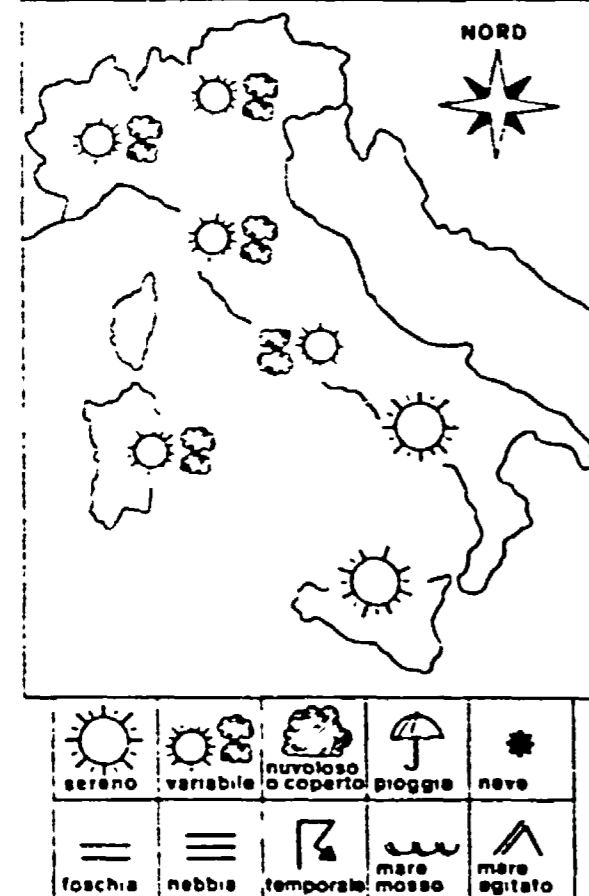 NORD
sereno
variabile
nuvoloso
o coperto
pioggia
neve
foschia
nebbia
temporale
mare
mosso
mare
agitato